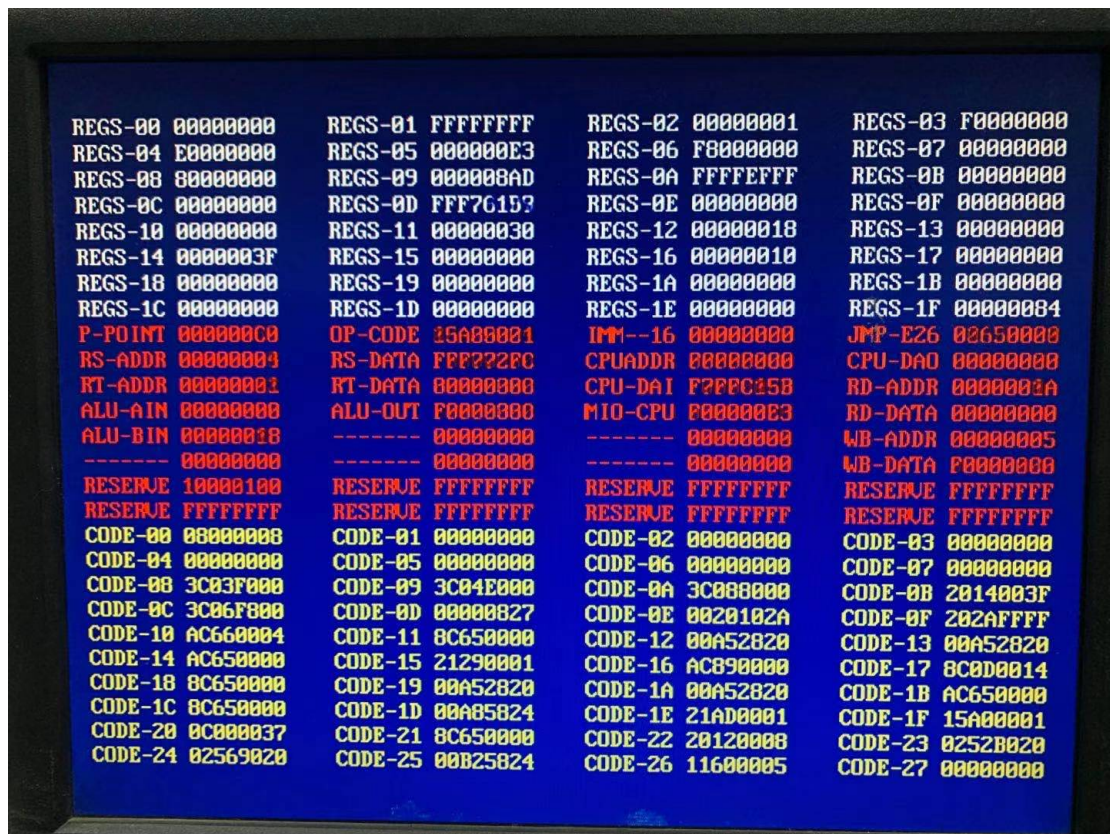 REGS-00 00000000 REGS-01 FFFFFFFF REGS-02 00000001 REGS-03 F0000000
REGS-04 E0000000 REGS-05 000000E3 REGS-06 F8000000 REGS-07 00000000
REGS-08 80000000 REGS-09 000008AD REGS-0A FFFFEFFF REGS-0B 00000000
REGS-0C 00000000 REGS-0D REGS-0E 00000000 REGS-0F 00000000
REGS-10 00000000 REGS-11 00000030 REGS-12 00000018 REGS-13 00000000
REGS-14 0000003F REGS-15 00000000 REGS-16 00000010 REGS-17 00000000
REGS-18 00000000 REGS-19 00000000 REGS-1A 00000000 REGS-1B 00000000
REGS-1C 00000000 REGS-1D 00000000 REGS-1E 00000000 REGS-1F 00000084
P-POINT 000000C0 OP-CODE IMM--16 00000000 JMP-E26
RS-ADDR 00000004 RS-DATA CPUADDR 00000000 CPU-DAO 00000000
RT-ADDR 00000001 RT-DATA 80000000 CPU-DAI RD-ADDR
ALU-AIN 00000000 ALU-OUT MIO-CPU RD-DATA 00000000
ALU-BIN 00000018 ------- 00000000 ------- 00000000 WB-ADDR 00000005
------- 00000000 ------- 00000000 ------- 00000000 WB-DATA
RESERVE 10000100 RESERVE FFFFFFFF RESERVE FFFFFFFF RESERVE FFFFFFFF
RESERVE FFFFFFFF RESERVE FFFFFFFF RESERVE FFFFFFFF RESERVE FFFFFFFF
CODE-00 08000008 CODE-01 00000000 CODE-02 00000000 CODE-03 00000000
CODE-04 00000000 CODE-05 00000000 CODE-06 00000000 CODE-07 00000000
CODE-08 3C03F000 CODE-09 3C04E000 CODE-0A 3C088000 CODE-0B 2014003F
CODE-0C 3C06F800 CODE-0D 00000827 CODE-0E 0020102A CODE-0F 202AFFFF
CODE-10 AC660004 CODE-11 8C650000 CODE-12 00A52820 CODE-13 00A52820
CODE-14 AC650000 CODE-15 21290001 CODE-16 AC890000 CODE-17 8C0D0014
CODE-18 8C650000 CODE-19 00A52820 CODE-1A 00A52820 CODE-1B AC650000
CODE-1C 8C650000 CODE-1D 00A85824 CODE-1E 21AD0001 CODE-1F 15A00001
CODE-20 0C000037 CODE-21 8C650000 CODE-22 20120008 CODE-23 0252B020
CODE-24 02569020 CODE-25 00B25824 CODE-26 11600005 CODE-27 00000000